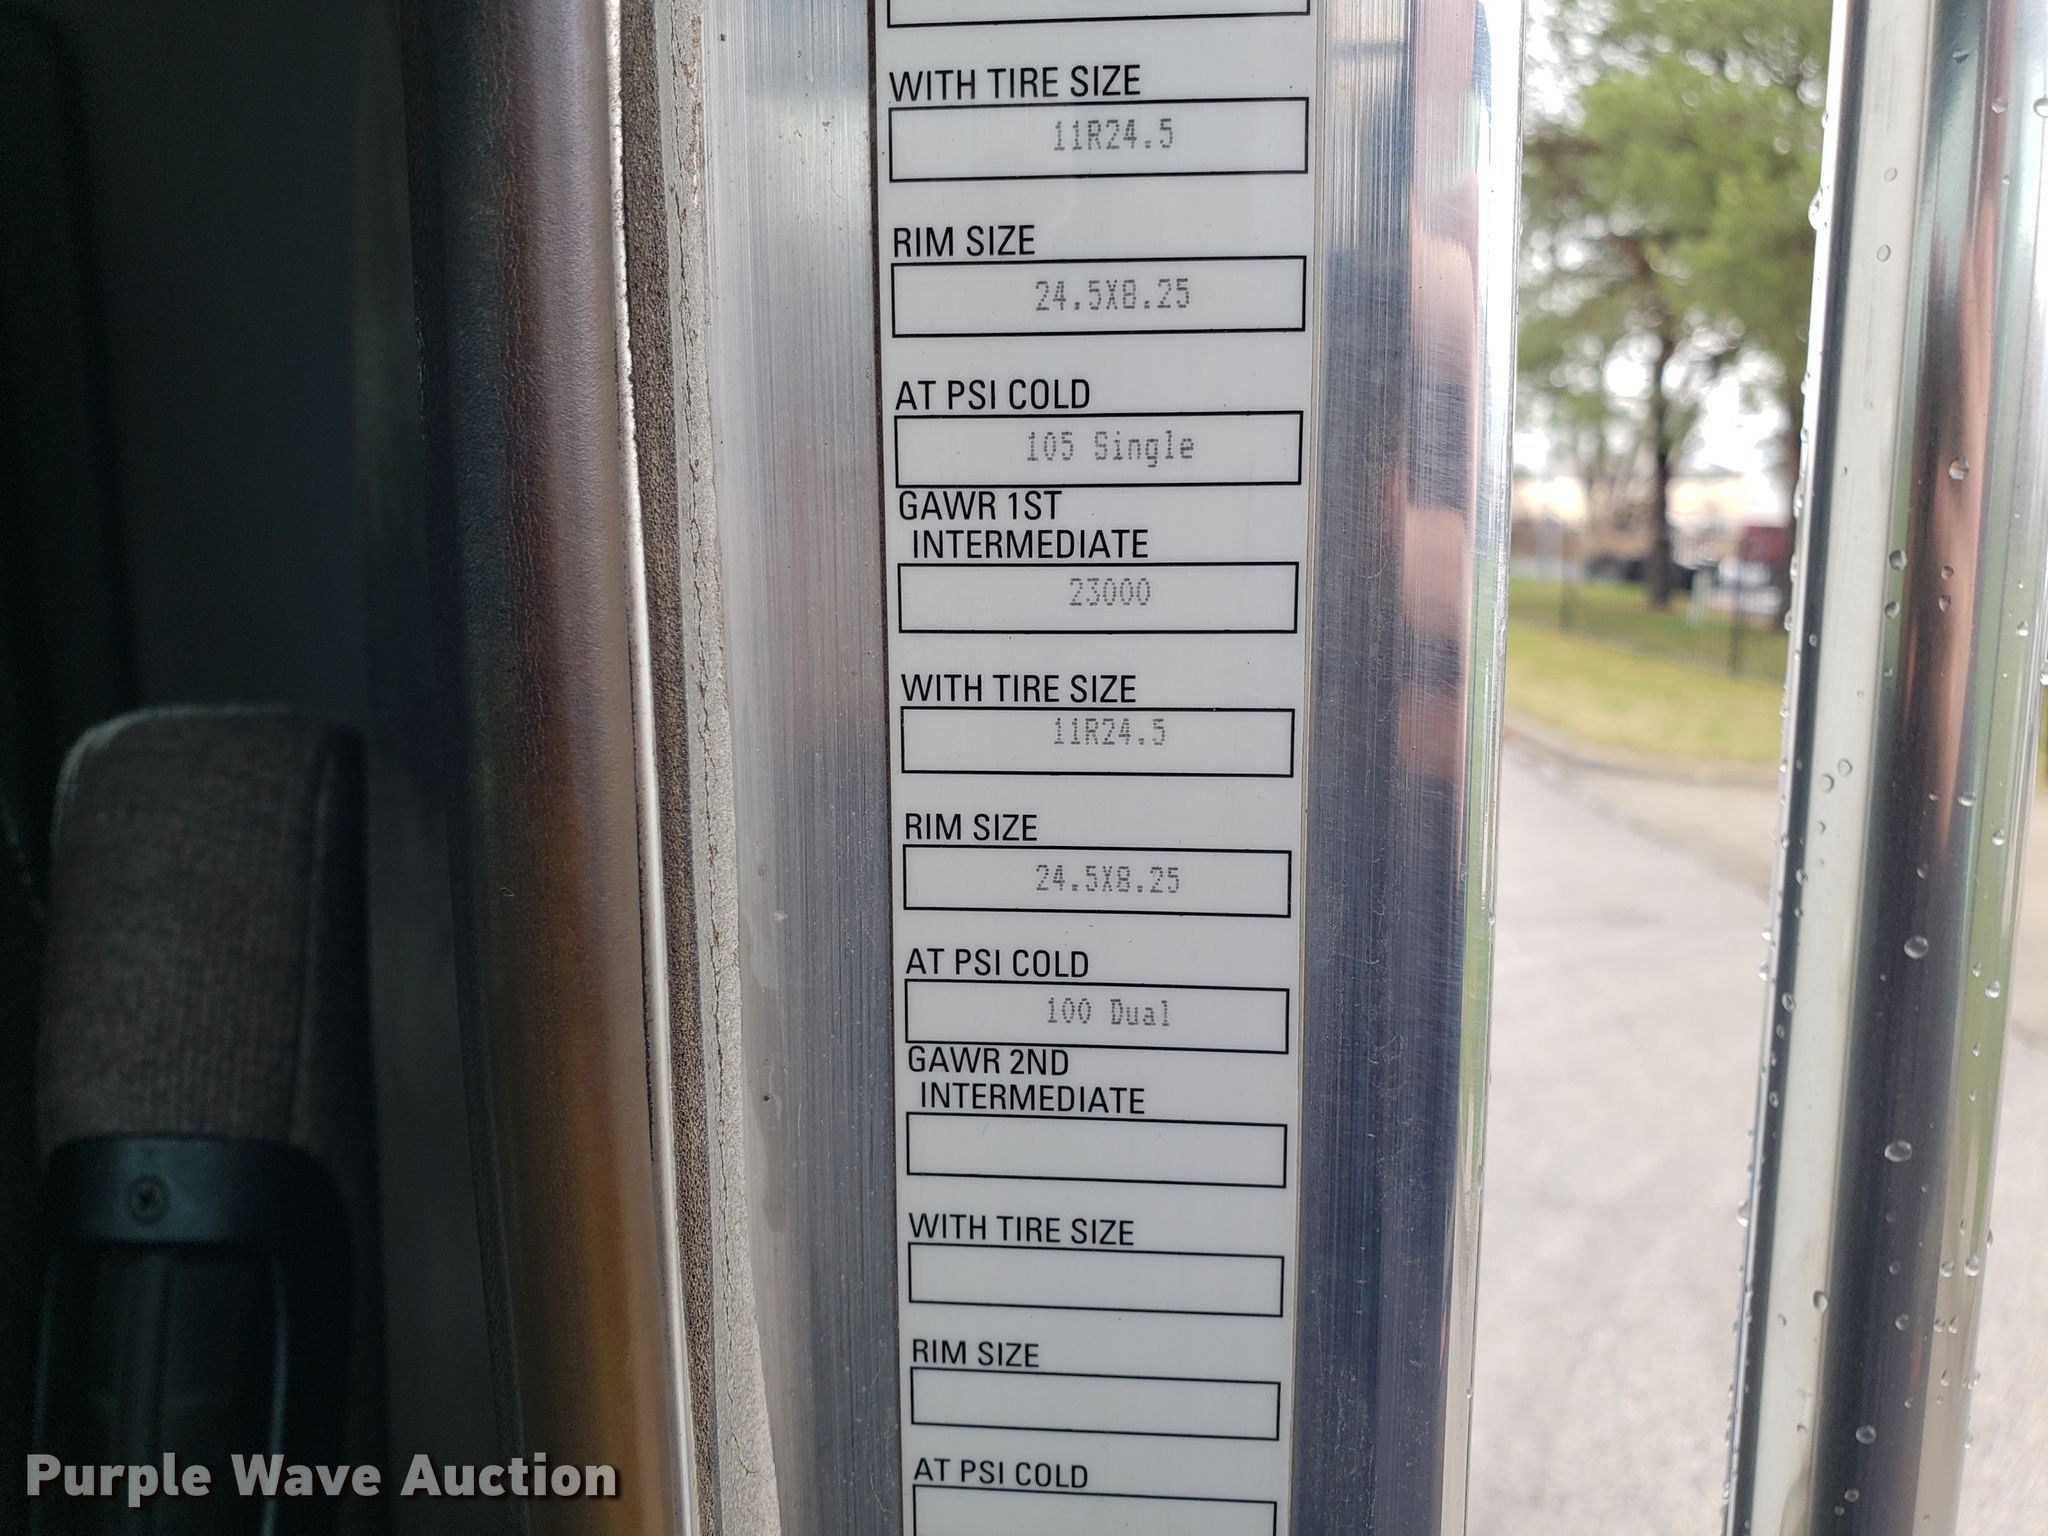 WITH TIRE SIZE
11R24.5
RIM SIZE
24.5X8.25
AT PSI COLD
105 Single
GAWR 1ST
INTERMEDIATE
23000
WITH TIRE SIZE
11R24.5
RIM SIZE
24.5X8.25
AT PSI COLD
100 Dual
GAWR 2ND
INTERMEDIATE
WITH TIRE SIZE
RIM SIZE
AT PSI COLD
Purple Wave Auction